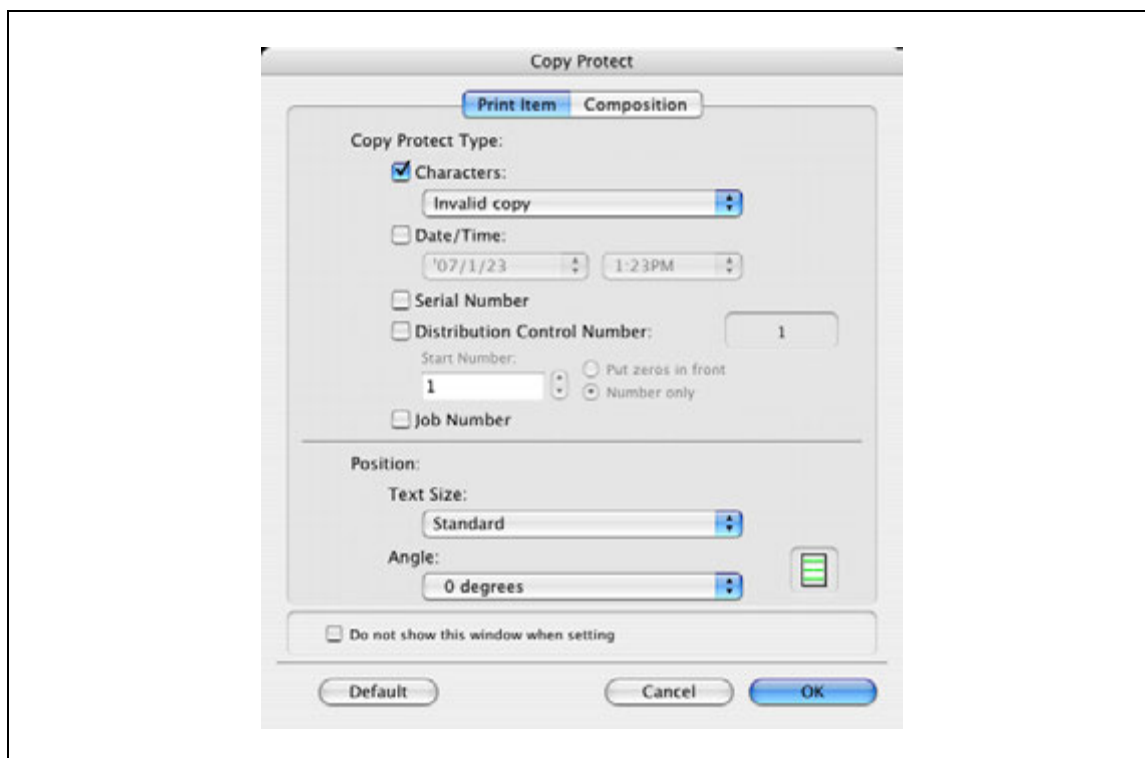 Copy Protect
Print Item Composition
Copy Protect Type:
Characters:
Invalid copy
Date/Time:
'07/1/23 1:23PM
Serial Number
Distribution Control Number: 1
Start Number:
1
Put zeros in front
Number only
Job Number
Position:
Text Size:
Standard
Angle:
0 degrees
Do not show this window when setting
Default Cancel OK